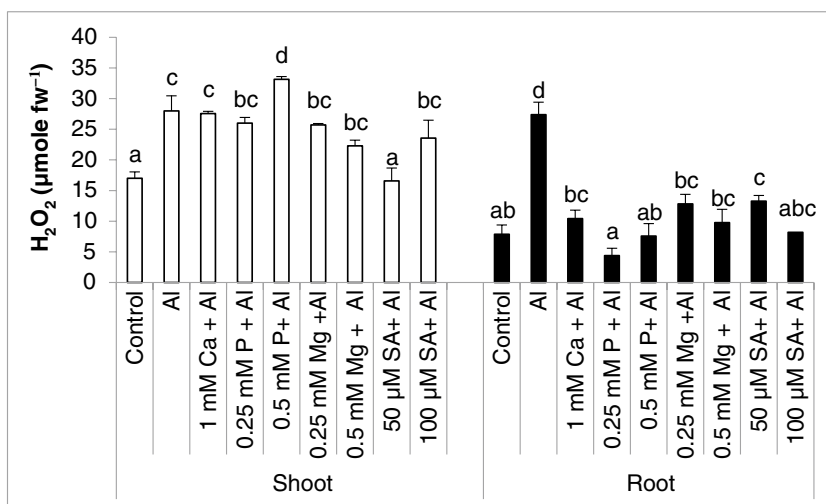 H₂O₂ (µmole fw⁻¹)
40
35
30
25
20
15
10
5
0
a
c
c
bc
d
bc
bc
a
bc
ab
d
bc
a
ab
bc
bc
c
abc
Control
Al
1 mM Ca + Al
0.25 mM P + Al
0.5 mM P+ Al
0.25 mM Mg +Al
0.5 mM Mg + Al
50 µM SA+ Al
100 µM SA+ Al
Control
Al
1 mM Ca + Al
0.25 mM P + Al
0.5 mM P+ Al
0.25 mM Mg +Al
0.5 mM Mg + Al
50 µM SA+ Al
100 µM SA+ Al
Shoot
Root